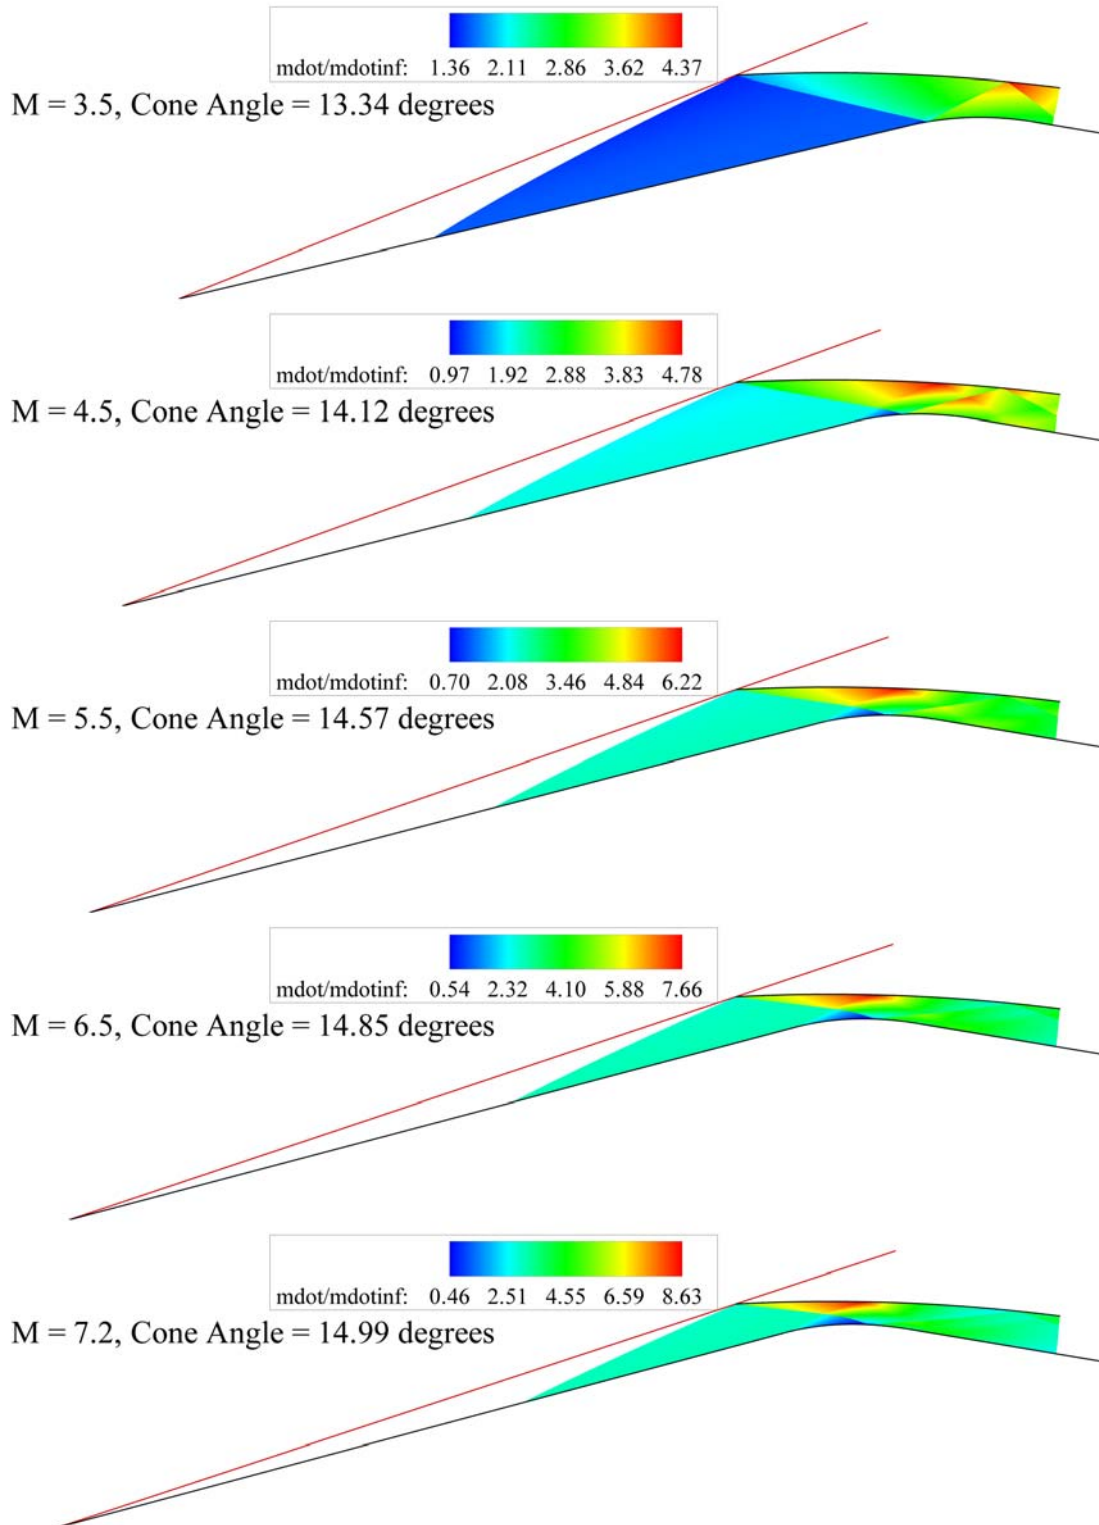 mdot/mdotinf: 1.36 2.11 2.86 3.62 4.37
M = 3.5, Cone Angle = 13.34 degrees
mdot/mdotinf: 0.97 1.92 2.88 3.83 4.78
M = 4.5, Cone Angle = 14.12 degrees
mdot/mdotinf: 0.70 2.08 3.46 4.84 6.22
M = 5.5, Cone Angle = 14.57 degrees
mdot/mdotinf: 0.54 2.32 4.10 5.88 7.66
M = 6.5, Cone Angle = 14.85 degrees
mdot/mdotinf: 0.46 2.51 4.55 6.59 8.63
M = 7.2, Cone Angle = 14.99 degrees